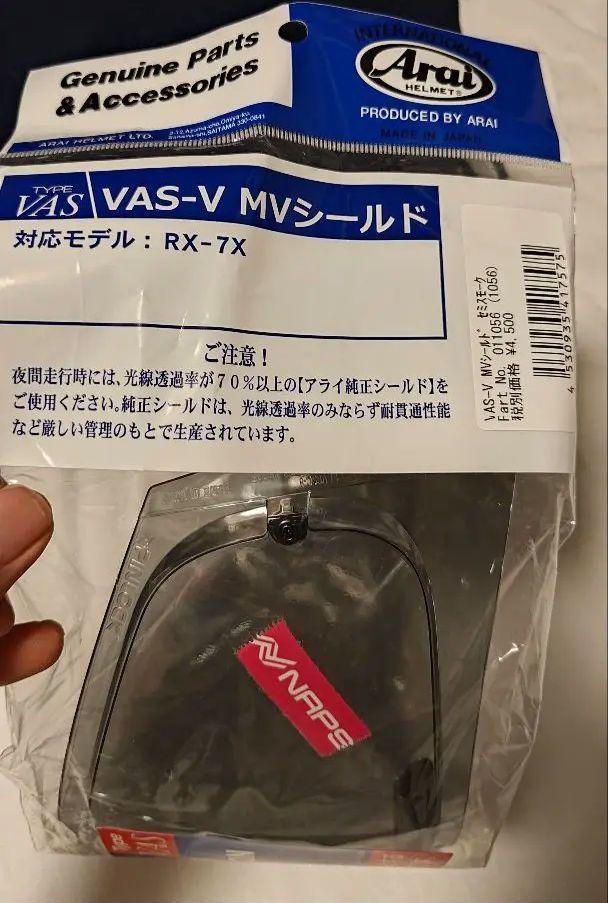 Genuine Parts
& Accessories
ARAI HELMET LTD.
INTERNATIONAL
Arai
HELMET®
PRODUCED BY ARAI
MADE IN JAPAN
TYPE
VAS
VAS-V MVシールド
対応モデル：RX-7X
ご注意！
夜間走行時には、光線透過率が70%以上の【アライ純正シールド】を
ご使用ください。純正シールドは、光線透過率のみならず耐貫通性能
など厳しい管理のもとで生産されています。
VAS-V MVシールド セミスモーク
Part No. 011056 (1056)
税別価格 ¥4,500
4 530935 417575
NAPS